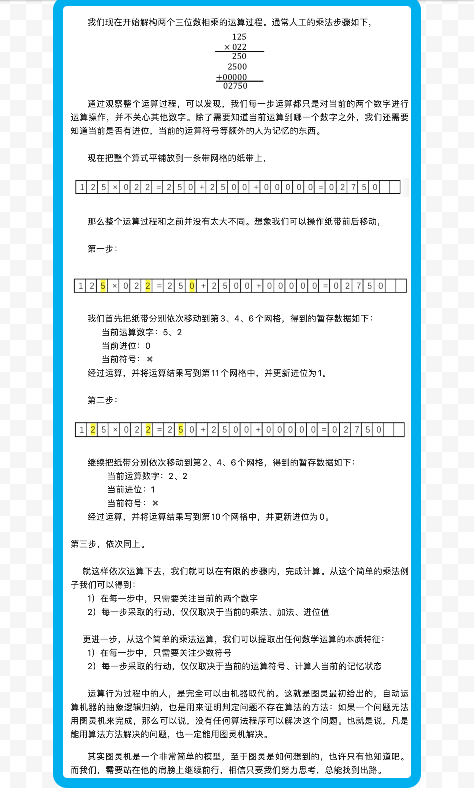 我们现在开始解构两个三位数相乘的运算过程。通常人工的乘法步骤如下，
125
× 022
250
2500
+00000
02750
通过观察整个运算过程，可以发现，我们每一步运算都只是对当前的两个数字进行
运算操作，并不关心其他数字。除了需要知道当前运算到哪一个数字之外，我们还需要
知道当前是否有进位，当前的运算符号等额外的人为记忆的东西。
现在把整个算式平铺放到一条带网格的纸带上，
1 2 5 × 0 2 2 = 2 5 0 + 2 5 0 0 + 0 0 0 0 0 = 0 2 7 5 0
那么整个运算过程和之前并没有太大不同。想象我们可以操作纸带前后移动，
第一步：
1 2 5 × 0 2 2 = 2 5 0 + 2 5 0 0 + 0 0 0 0 0 = 0 2 7 5 0
我们首先把纸带分别依次移动到第3、4、6个网格，得到的暂存数据如下：
当前运算数字：5、2
当前进位：0
当前符号：×
经过运算，并将运算结果写到第11个网格中，并更新进位为1。
第二步：
1 2 5 × 0 2 2 = 2 5 0 + 2 5 0 0 + 0 0 0 0 0 = 0 2 7 5 0
继续把纸带分别依次移动到第2、4、6个网格，得到的暂存数据如下：
当前运算数字：2、2
当前进位：1
当前符号：×
经过运算，并将运算结果写到第10个网格中，并更新进位为0。
第三步，依次同上。
就这样依次运算下去，我们就可以在有限的步骤内，完成计算。从这个简单的乘法例
子我们可以得到：
1）在每一步中，只需要关注当前的两个数字
2）每一步采取的行动，仅仅取决于当前的乘法、加法、进位值
更进一步，从这个简单的乘法运算，我们可以提取出任何数学运算的本质特征：
1）在每一步中，只需要关注少数符号
2）每一步采取的行动，仅仅取决于当前的运算符号、计算人当前的记忆状态
运算行为过程中的人，是完全可以由机器取代的。这就是图灵最初给出的，自动运
算机器的抽象逻辑归纳，也是用来证明判定问题不存在算法的方法：如果一个问题无法
用图灵机来完成，那么可以说，没有任何算法程序可以解决这个问题。也就是说，凡是
能用算法方法解决的问题，也一定能用图灵机解决。
其实图灵机是一个非常简单的模型，至于图灵是如何想到的，也许只有他知道吧。
而我们，需要站在他的肩膀上继续前行，相信只要我们努力思考，总能找到出路。